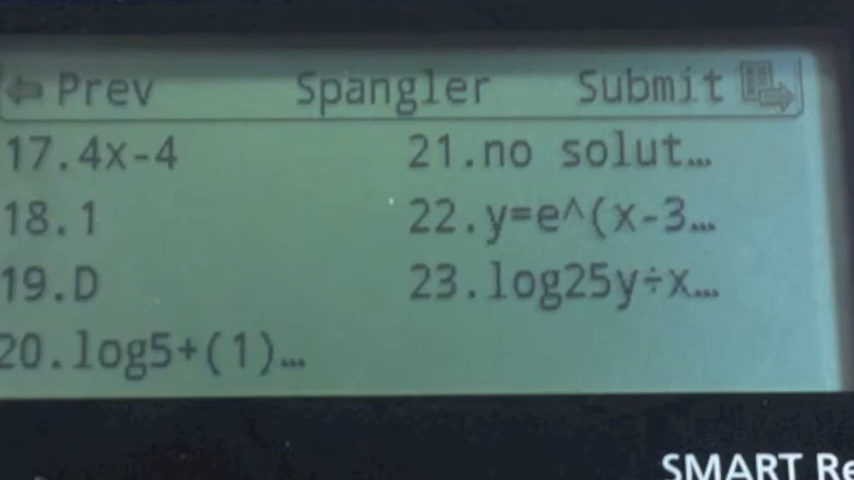 Prev Spangler Submit
17.4x-4
18.1
19.D
20.log5+(1)…
21.no solut…
22.y=e^(x-3…
23.log25y÷x…
SMART Re